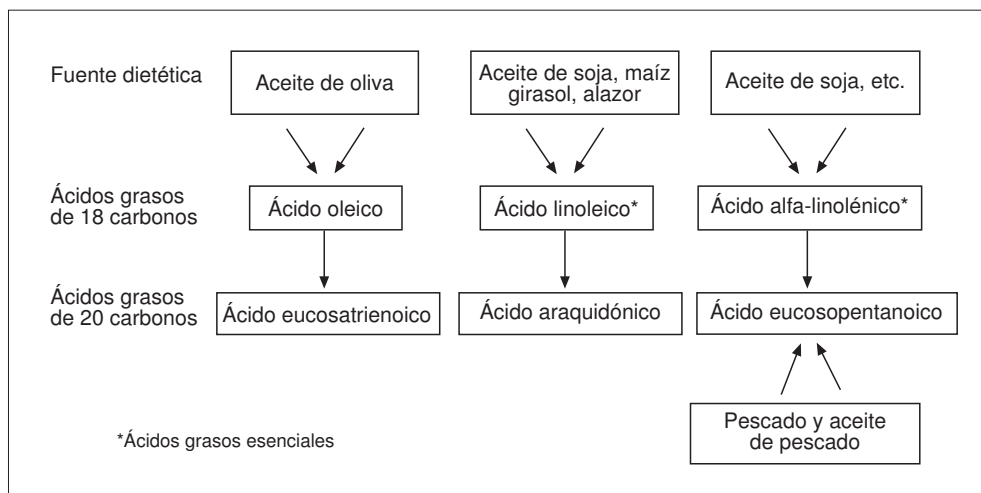 Fuente dietética
Aceite de oliva
Aceite de soja, maíz
girasol, alazor
Aceite de soja, etc.
Ácidos grasos
de 18 carbonos
Ácido oleico
Ácido linoleico*
Ácido alfa-linolénico*
Ácidos grasos
de 20 carbonos
Ácido eucosatrienoico
Ácido araquidónico
Ácido eucosopentanoico
Pescado y aceite
de pescado
*Ácidos grasos esenciales